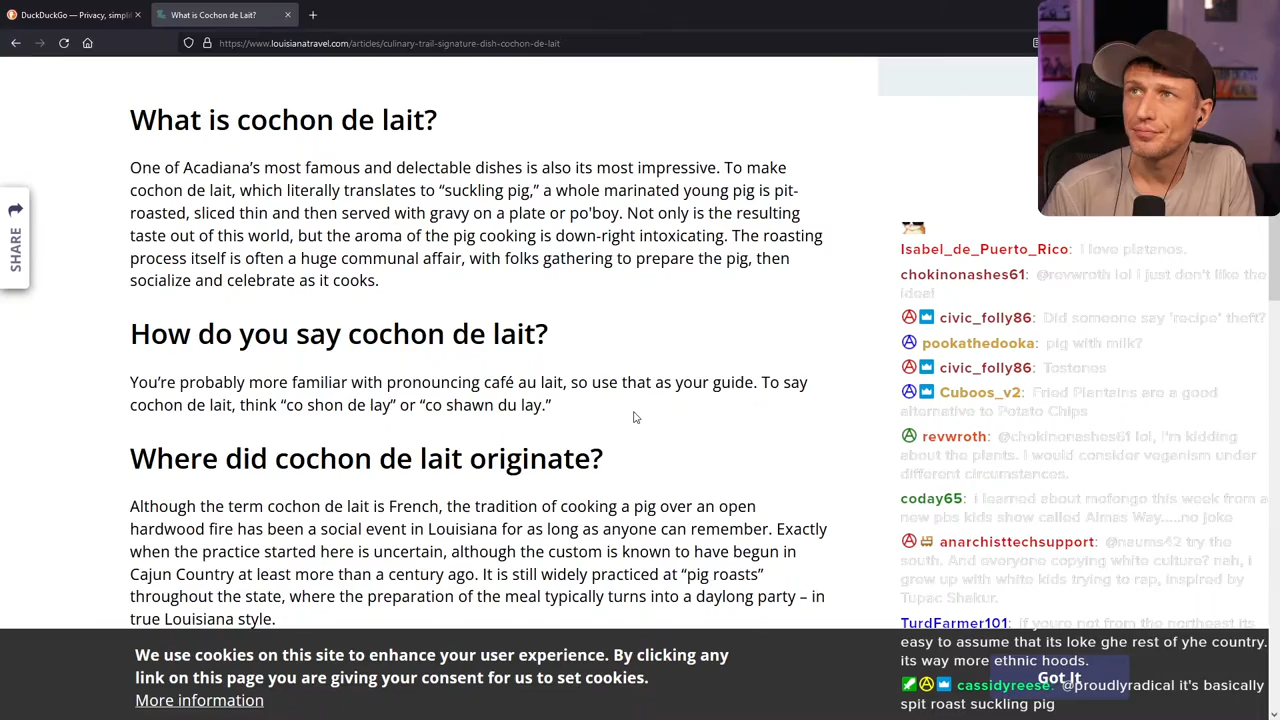 DuckDuckGo — Privacy, simplif
What is Cochon de Lait?
https://www.louisianatravel.com/articles/culinary-trail-signature-dish-cochon-de-lait
What is cochon de lait?
One of Acadiana’s most famous and delectable dishes is also its most impressive. To make
cochon de lait, which literally translates to “suckling pig,” a whole marinated young pig is pit-
roasted, sliced thin and then served with gravy on a plate or po'boy. Not only is the resulting
taste out of this world, but the aroma of the pig cooking is down-right intoxicating. The roasting
process itself is often a huge communal affair, with folks gathering to prepare the pig, then
socialize and celebrate as it cooks.
SHARE
How do you say cochon de lait?
You’re probably more familiar with pronouncing café au lait, so use that as your guide. To say
cochon de lait, think “co shon de lay” or “co shawn du lay.”
Where did cochon de lait originate?
Although the term cochon de lait is French, the tradition of cooking a pig over an open
hardwood fire has been a social event in Louisiana for as long as anyone can remember. Exactly
when the practice started here is uncertain, although the custom is known to have begun in
Cajun Country at least more than a century ago. It is still widely practiced at “pig roasts”
throughout the state, where the preparation of the meal typically turns into a daylong party – in
true Louisiana style.
We use cookies on this site to enhance your user experience. By clicking any
link on this page you are giving your consent for us to set cookies.
More information
Got It
Isabel_de_Puerto_Rico: I love platanos.
chokinonashes61: @revwroth lol I just don't like the
idea!
civic_folly86: Did someone say 'recipe' theft?
pookathedooka: pig with milk?
civic_folly86: Tostones
Cuboos_v2: Fried Plantains are a good
alternative to Potato Chips
revwroth: @chokinonashes61 lol, I'm kidding
about the plants. I would consider veganism under
different circumstances.
coday65: i learned about mofongo this week from a
new pbs kids show called Almas Way.....no joke
anarchisttechsupport: @naums42 try the
south. And everyone copying white culture? nah, i
grew up with white kids trying to rap, inspired by
Tupac Shakur.
TurdFarmer101: if youre not from the northeast its
easy to assume that its loke ghe rest of yhe country.
its way more ethnic hoods.
cassidyreese: @proudlyradical it's basically
spit roast suckling pig